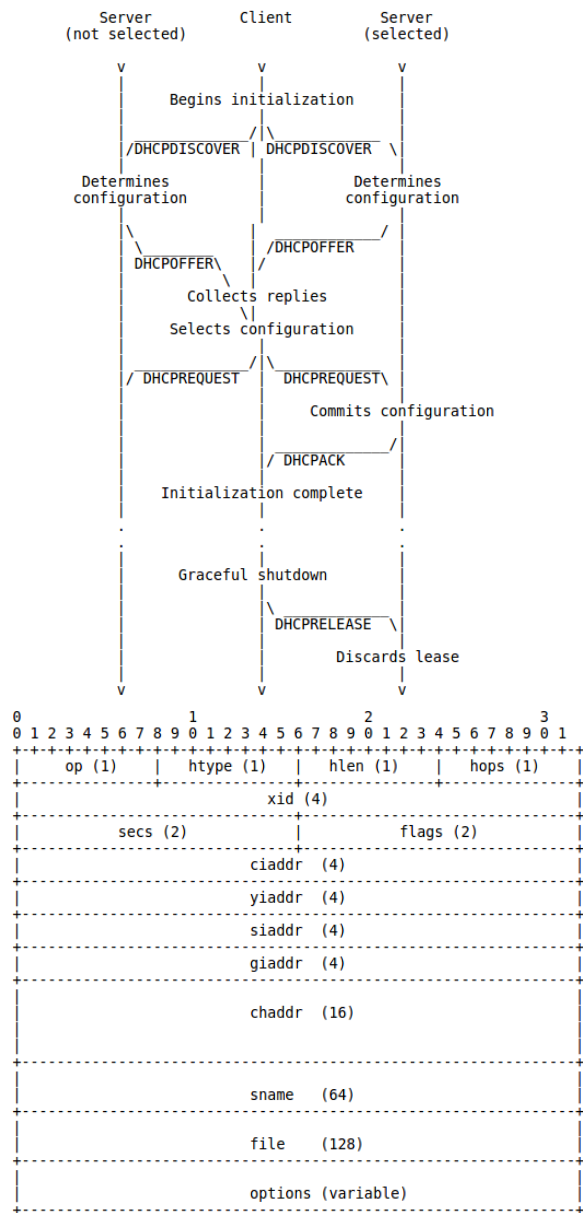 Server Client Server
(not selected) (selected)
v v v
Begins initialization
DHCPDISCOVER DHCPDISCOVER
Determines Determines
configuration configuration
DHCPOFFER
DHCPOFFER
Collects replies
Selects configuration
DHCPREQUEST DHCPREQUEST
Commits configuration
DHCPACK
Initialization complete
. . .
. . .
Graceful shutdown
DHCPRELEASE
Discards lease
v v v
0 1 2 3
0 1 2 3 4 5 6 7 8 9 0 1 2 3 4 5 6 7 8 9 0 1 2 3 4 5 6 7 8 9 0 1
op (1) | htype (1) | hlen (1) | hops (1)
xid (4)
secs (2) | flags (2)
ciaddr (4)
yiaddr (4)
siaddr (4)
giaddr (4)
chaddr (16)
sname (64)
file (128)
options (variable)